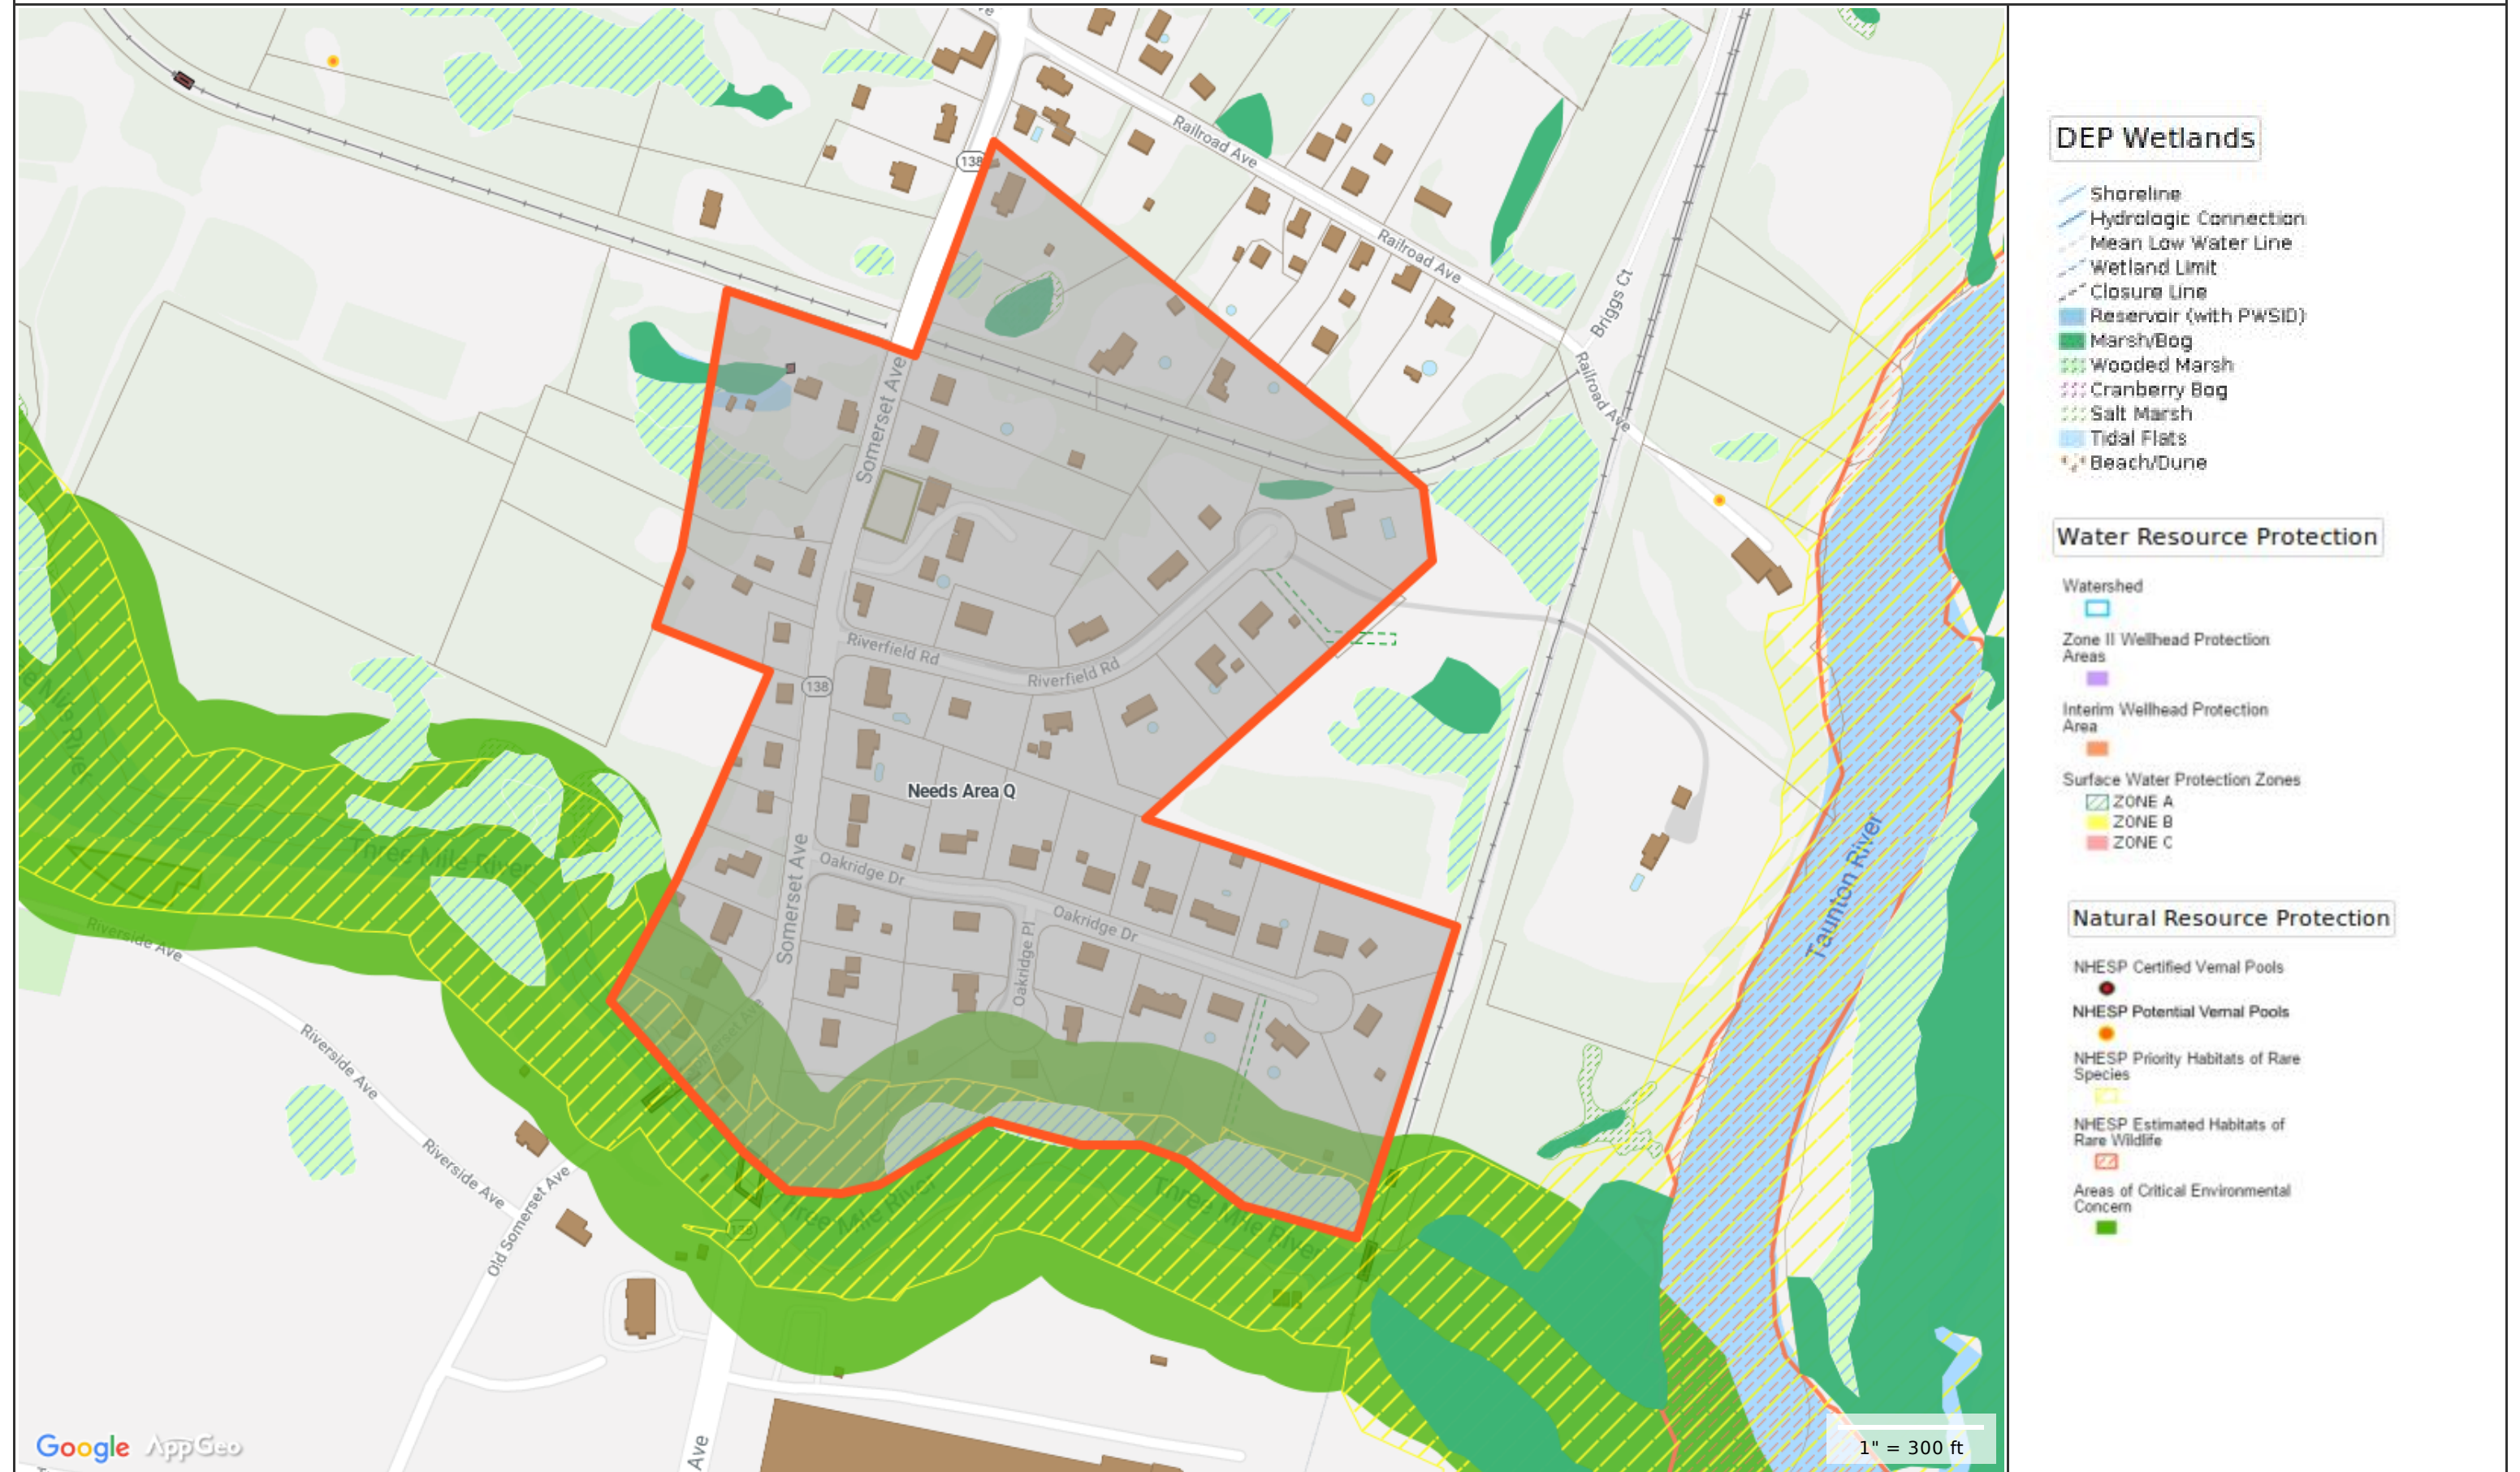 138
Railroad Ave
Railroad Ave
Briggs Ct
Railroad Ave
Somerset Ave
Riverfield Rd
Riverfield Rd
138
Needs Area Q
Three Mile River
Oakridge Dr
Oakridge Dr
Somerset Ave
Oakridge Pl
Taunton River
Riverside Ave
Riverside Ave
Riverside Ave
Old Somerset Ave
Three Mile River
Three Mile River
138
Ave
Google AppGeo
1" = 300 ft
DEP Wetlands
Shoreline
Hydrologic Connection
Mean Low Water Line
Wetland Limit
Closure Line
Reservoir (with PWSID)
Marsh/Bog
Wooded Marsh
Cranberry Bog
Salt Marsh
Tidal Flats
Beach/Dune
Water Resource Protection
Watershed
Zone II Wellhead Protection
Areas
Interim Wellhead Protection
Area
Surface Water Protection Zones
ZONE A
ZONE B
ZONE C
Natural Resource Protection
NHESP Certified Vernal Pools
NHESP Potential Vernal Pools
NHESP Priority Habitats of Rare
Species
NHESP Estimated Habitats of
Rare Wildlife
Areas of Critical Environmental
Concern